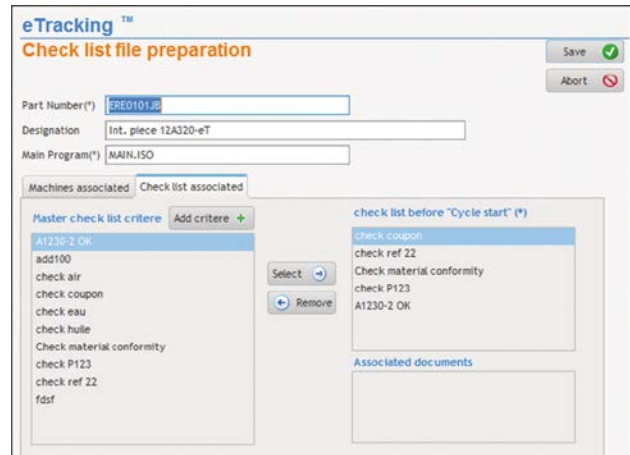 eTracking ™
Check list file preparation
Save
Abort
Part Number(*) ERE0101JB
Designation Int. piece 12A320-eT
Main Program(*) MAIN.ISO
Machines associated Check list associated
Master check list critere Add critere +
A1230-2 OK
add100
check air
check coupon
check eau
check huile
Check material conformity
check P123
check ref 22
fdsf
Select
Remove
check list before "Cycle start" (*)
check coupon
check ref 22
Check material conformity
check P123
A1230-2 OK
Associated documents